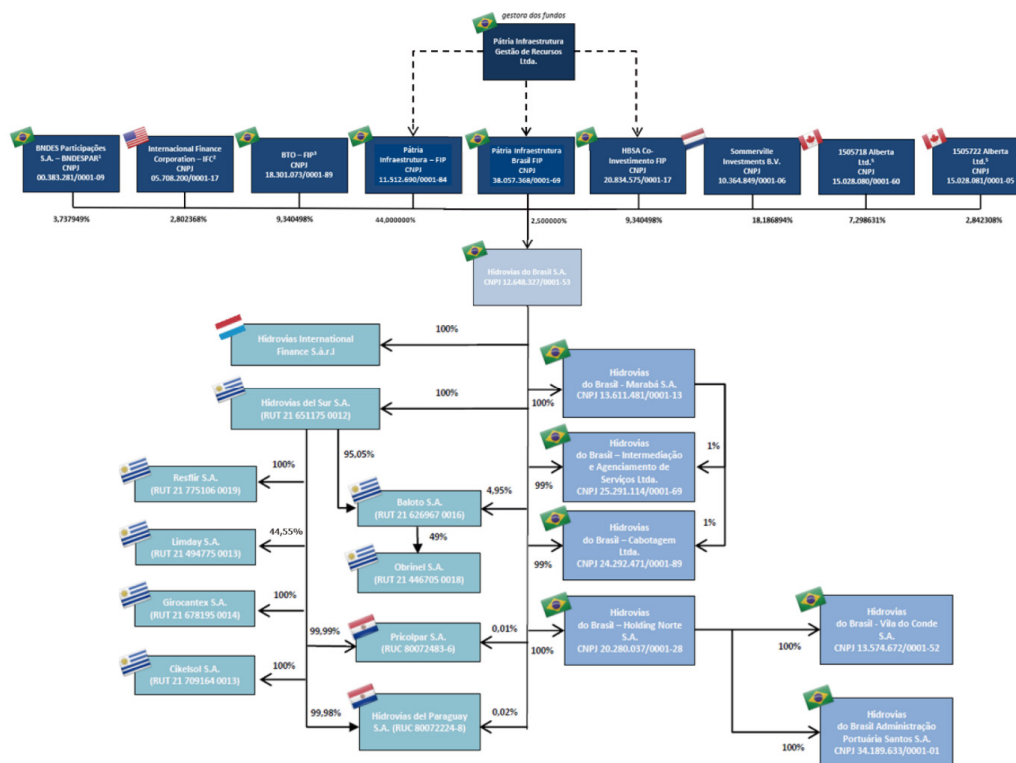 gestora dos fundos
Pátria Infraestrutura
Gestão de Recursos
Ltda.
BNDES Participações
S.A. – BNDESPAR¹
CNPJ
00.383.281/0001-09
Internacional Finance
Corporation – IFC²
CNPJ
05.708.200/0001-17
BTO – FIP³
CNPJ
18.301.073/0001-89
Pátria
Infraestrutura – FIP
CNPJ
11.512.690/0001-84
Pátria Infraestrutura
Brasil FIP
CNPJ
38.057.368/0001-69
HBSA Co-
Investimento FIP
CNPJ
20.834.575/0001-17
Sommerville
Investments B.V.
CNPJ
10.364.849/0001-06
1505718 Alberta
Ltd.⁵
CNPJ
15.028.080/0001-60
1505722 Alberta
Ltd.⁵
CNPJ
15.028.081/0001-05
3,737949%
2,802368%
9,340498%
44,000000%
2,500000%
9,340498%
18,186894%
7,298631%
2,842308%
Hidrovias do Brasil S.A.
CNPJ 12.648.327/0001-53
Hidrovias International
Finance S.à.r.l
100%
Hidrovias del Sur S.A.
(RUT 21 651175 0012)
100%
100%
Hidrovias
do Brasil - Marabá S.A.
CNPJ 13.611.481/0001-13
95,05%
1%
Hidrovias
do Brasil – Intermediação
e Agenciamento de
Serviços Ltda.
CNPJ 25.291.114/0001-69
99%
Resflir S.A.
(RUT 21 775106 0019)
100%
Baloto S.A.
(RUT 21 626967 0016)
4,95%
49%
1%
Limday S.A.
(RUT 21 494775 0013)
44,55%
Obrinel S.A.
(RUT 21 446705 0018)
99%
Hidrovias
do Brasil – Cabotagem
Ltda.
CNPJ 24.292.471/0001-89
Girocantex S.A.
(RUT 21 678195 0014)
100%
99,99%
Pricolpar S.A.
(RUC 80072483-6)
0,01%
100%
Hidrovias
do Brasil – Holding Norte
S.A.
CNPJ 20.280.037/0001-28
100%
Hidrovias
do Brasil - Vila do Conde
S.A.
CNPJ 13.574.672/0001-52
Cikelsol S.A.
(RUT 21 709164 0013)
100%
99,98%
Hidrovias del Paraguay
S.A. (RUC 80072224-8)
0,02%
100%
Hidrovias
do Brasil Administração
Portuária Santos S.A.
CNPJ 34.189.633/0001-01